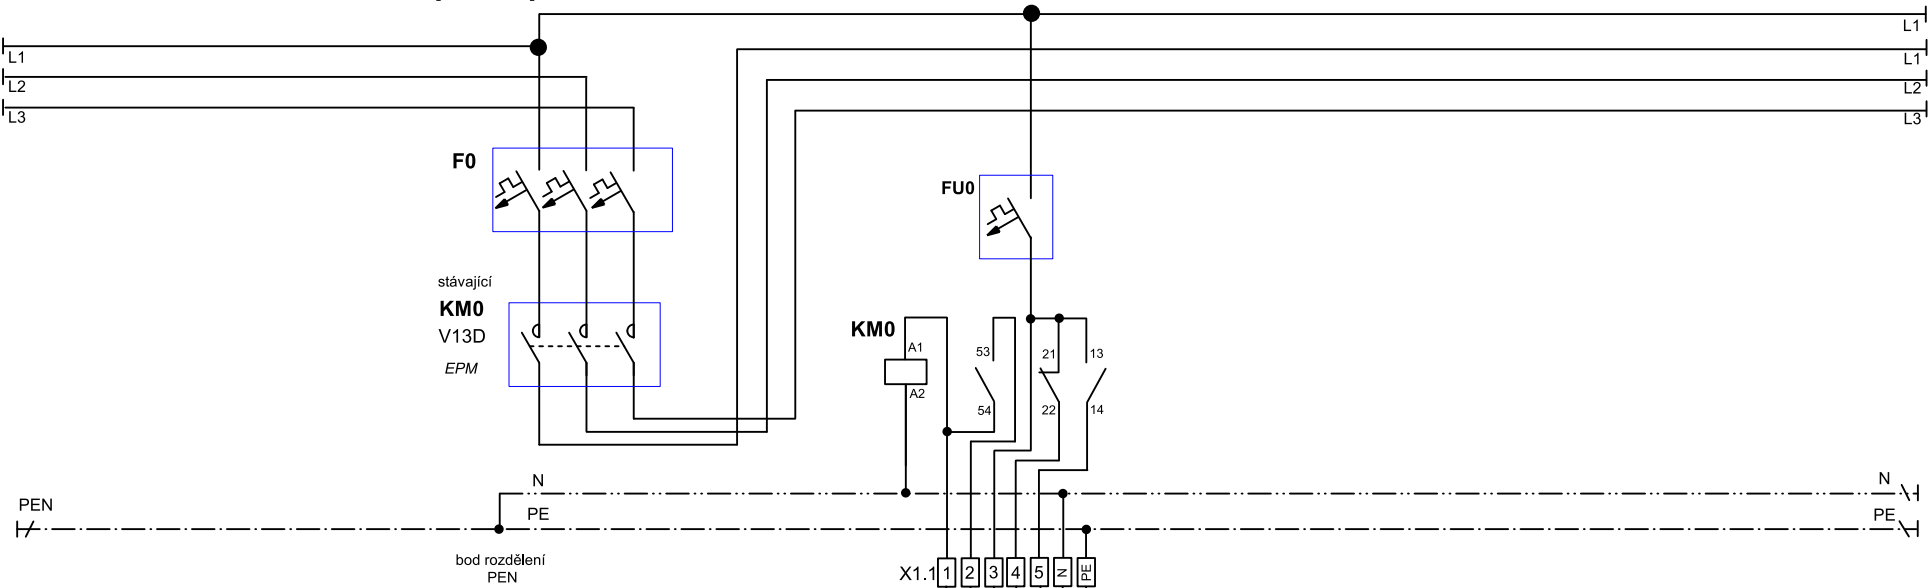 L1
L1
L1
L2
L2
L3
L3
F0
FU0
stávající
KM0
V13D
EPM
KM0
A1
A2
53
54
21
22
13
14
N
N
PEN
PE
PE
bod rozdělení
PEN
X1.1 1 2 3 4 5 N PE